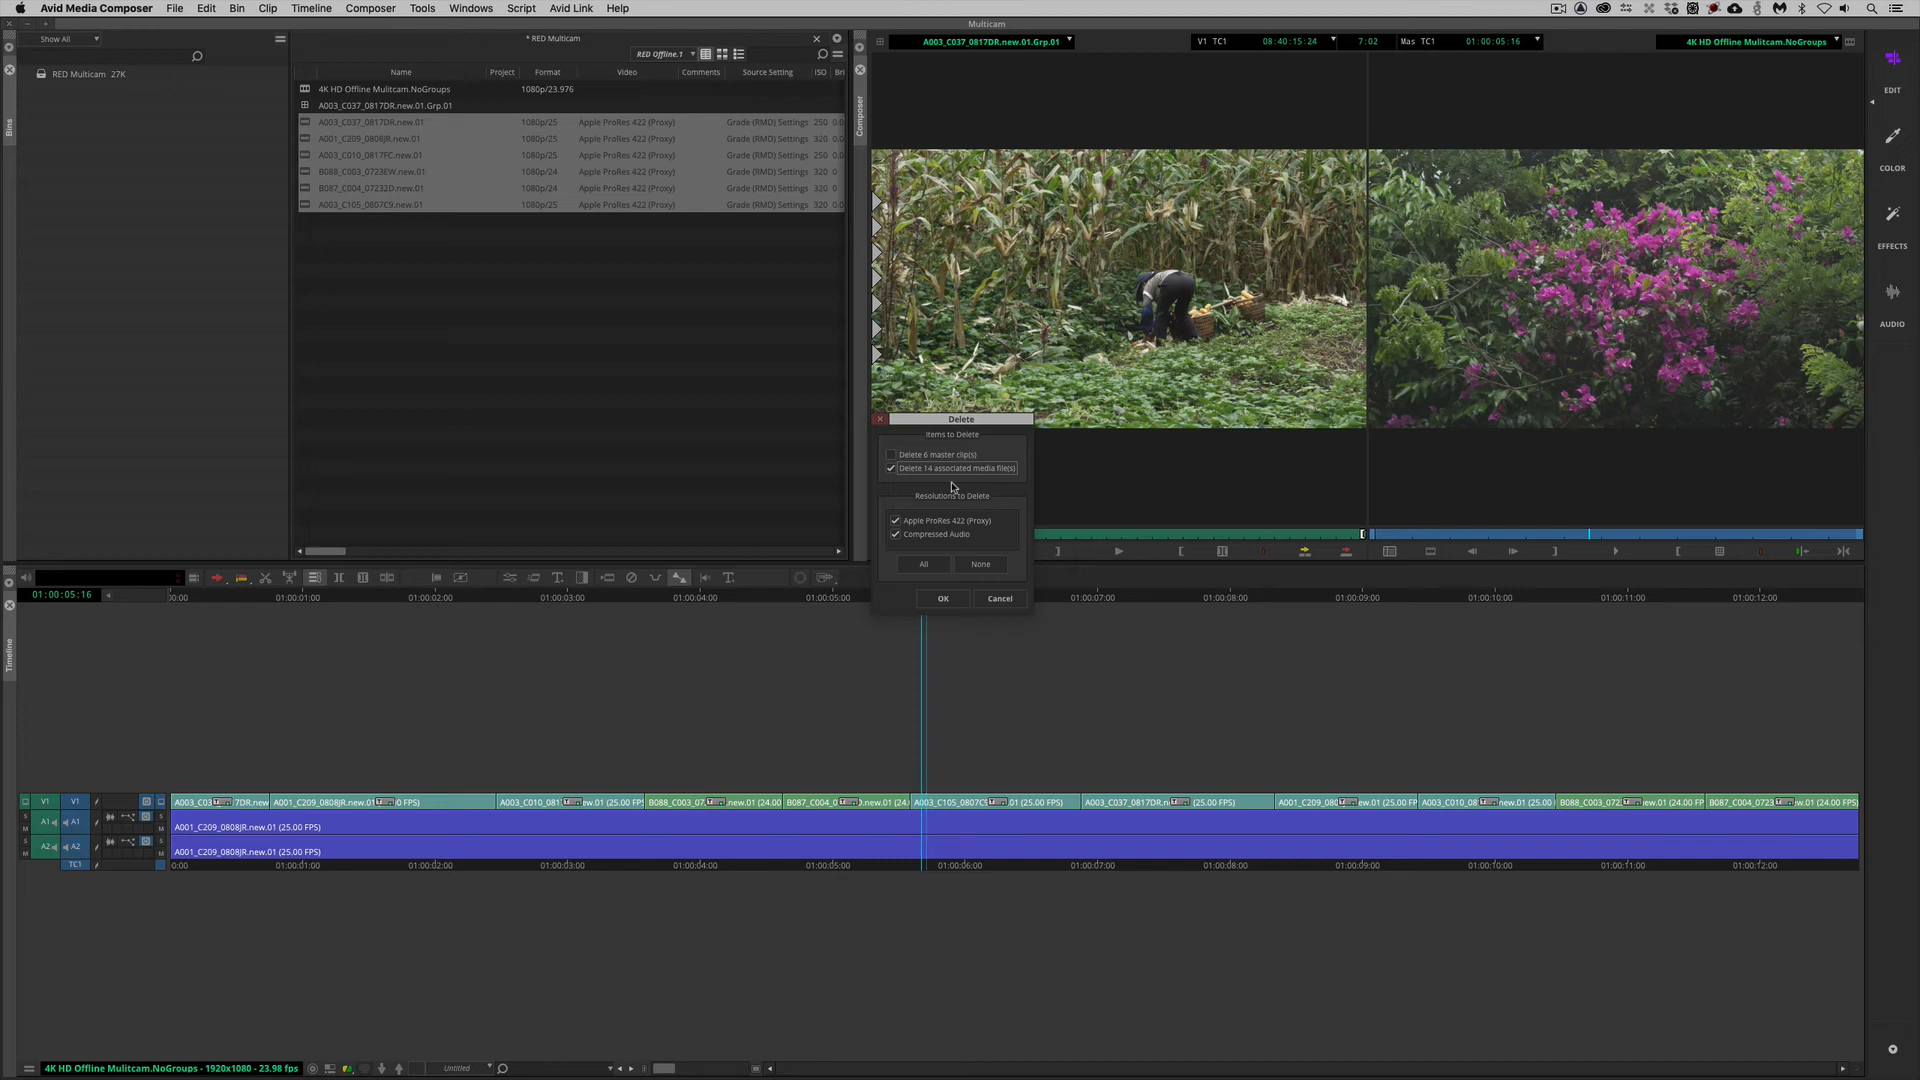 Avid Media Composer File Edit Bin Clip Timeline Composer Tools Windows Script Avid Link Help
Multicam
Show All
* RED Multicam
A003_C037_0817DR.new.01.Grp.01
V1 TC1 08:40:15:24 7:02 Mas TC1 01:00:05:16
4K HD Offline Mulitcam.NoGroups
RED Offline.1
RED Multicam 27K
Name Project Format Video Comments Source Setting ISO Bri
4K HD Offline Mulitcam.NoGroups 1080p/23.976
A003_C037_0817DR.new.01.Grp.01
A003_C037_0817DR.new.01 1080p/25 Apple ProRes 422 (Proxy) Grade (RMD) Settings 250 0.0
A001_C209_0808JR.new.01 1080p/25 Apple ProRes 422 (Proxy) Grade (RMD) Settings 320 0.0
A003_C010_0817FC.new.01 1080p/25 Apple ProRes 422 (Proxy) Grade (RMD) Settings 250 0.0
B088_C003_0723EW.new.01 1080p/24 Apple ProRes 422 (Proxy) Grade (RMD) Settings 320 0.0
B087_C004_07232D.new.01 1080p/24 Apple ProRes 422 (Proxy) Grade (RMD) Settings 320 0
A003_C105_0807C9.new.01 1080p/25 Apple ProRes 422 (Proxy) Grade (RMD) Settings 320 0.0
Bins
Composer
EDIT
COLOR
EFFECTS
AUDIO
Delete
Items to Delete
Delete 6 master clip(s)
Delete 14 associated media file(s)
Resolutions to Delete
Apple ProRes 422 (Proxy)
Compressed Audio
All None
OK Cancel
01:00:05:16
0:00 01:00:01:00 01:00:02:00 01:00:03:00 01:00:04:00 01:00:05:00 01:00:07:00 01:00:08:00 01:00:09:00 01:00:10:00 01:00:11:00 01:00:12:00
Timeline
V1 V1 A003_C03 7DR.new A001_C209_0808JR.new.01 0 FPS) A003_C010_081 ew.01 (25.00 FPS B088_C003_07 .new.01 (24.00 B087_C004_0 D.new.01 (24. A003_C105_0807C9 01 (25.00 FPS) A003_C037_0817DR.n (25.00 FPS) A001_C209_080 ew.01 (25.00 FP A003_C010_08 new.01 (25.00 B088_C003_072 ew.01 (24.00 FP B087_C004_0723 w.01 (24.00 FPS)
A1 A1 A001_C209_0808JR.new.01 (25.00 FPS)
A2 A2 A001_C209_0808JR.new.01 (25.00 FPS)
TC1 0:00 01:00:01:00 01:00:02:00 01:00:03:00 01:00:04:00 01:00:05:00 01:00:06:00 01:00:07:00 01:00:08:00 01:00:09:00 01:00:10:00 01:00:11:00 01:00:12:00
4K HD Offline Mulitcam.NoGroups - 1920x1080 - 23.98 fps
Untitled